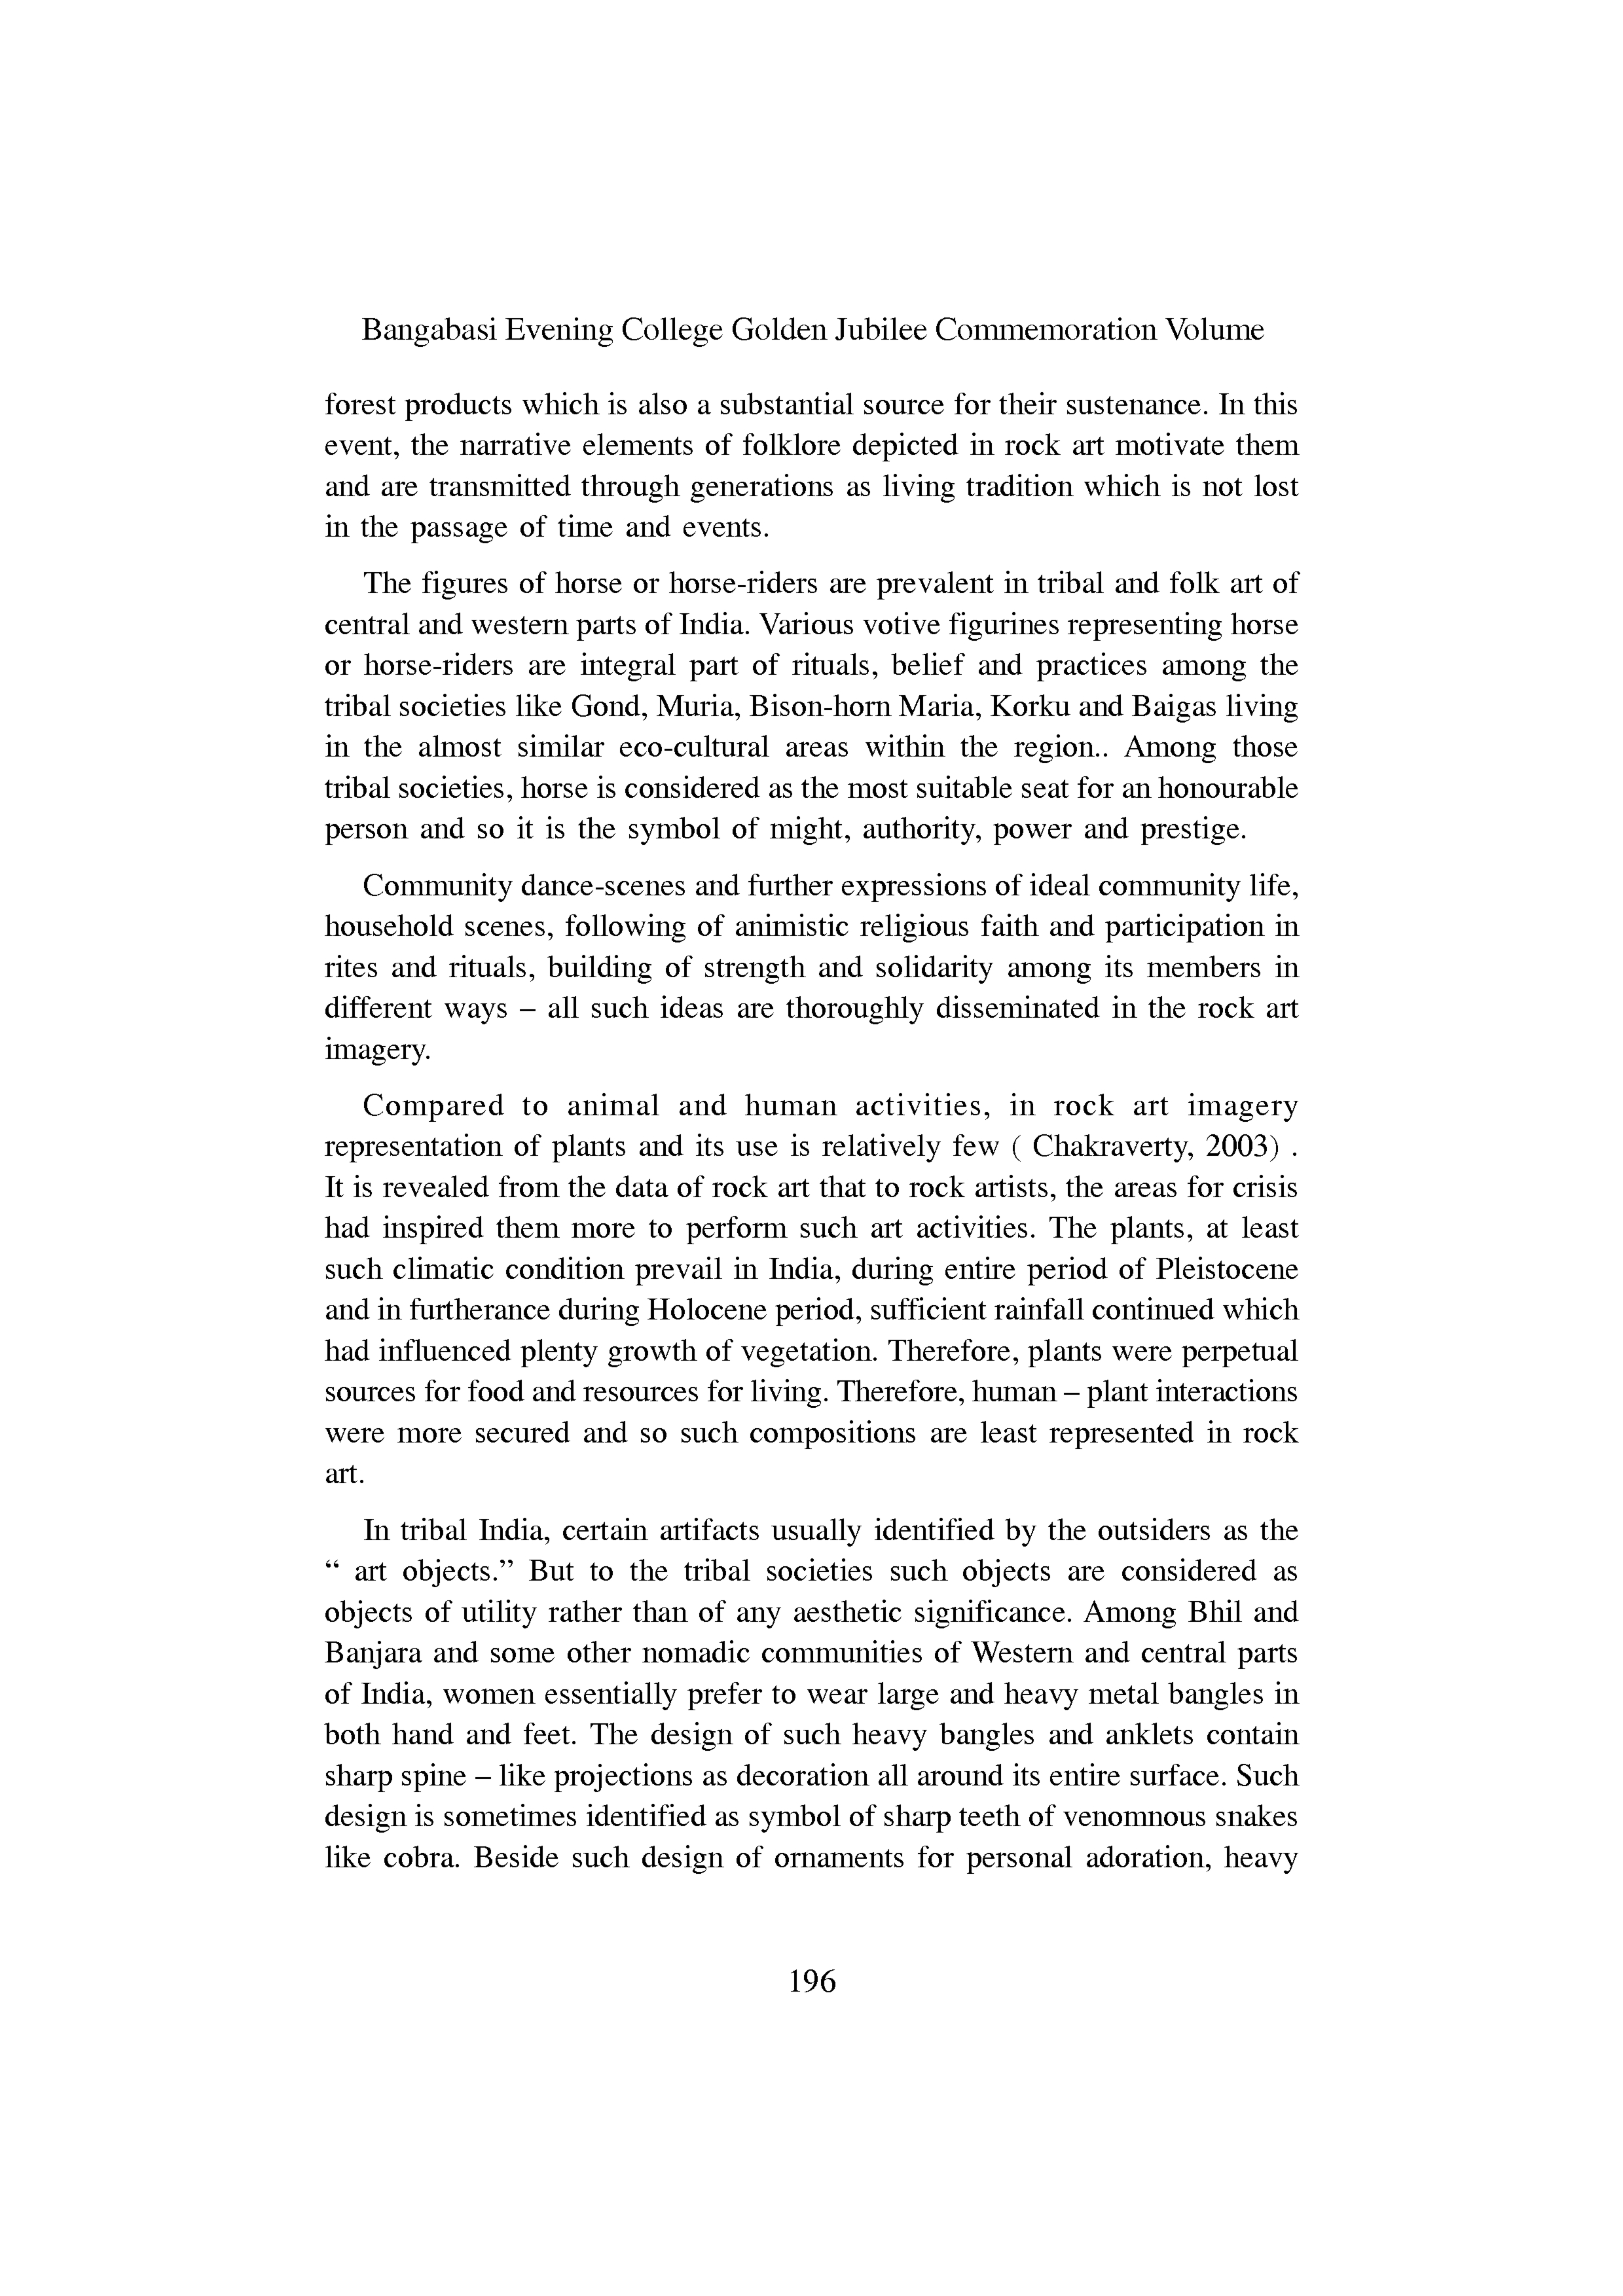 Bangabasi Evening College Golden Jubilee Commemoration Volume
forest products which is also a substantial source for their sustenance. In this
event, the narrative elements of folklore depicted in rock art motivate them
and are transmitted through generations as living tradition which is not lost
in the passage of time and events.
The figures of horse or horse-riders are prevalent in tribal and folk art of
central and western parts of India. Various votive figurines representing horse
or horse-riders are integral part of rituals, belief and practices among the
tribal societies like Gond, Muria, Bison-horn Maria, Korku and Baigas living
in the almost similar eco-cultural areas within the region.. Among those
tribal societies, horse is considered as the most suitable seat for an honourable
person and so it is the symbol of might, authority, power and prestige.
Community dance-scenes and further expressions of ideal community life,
household scenes, following of animistic religious faith and participation in
rites and rituals, building of strength and solidarity among its members in
different ways – all such ideas are thoroughly disseminated in the rock art
imagery.
Compared to animal and human activities, in rock art imagery
representation of plants and its use is relatively few ( Chakraverty, 2003) .
It is revealed from the data of rock art that to rock artists, the areas for crisis
had inspired them more to perform such art activities. The plants, at least
such climatic condition prevail in India, during entire period of Pleistocene
and in furtherance during Holocene period, sufficient rainfall continued which
had influenced plenty growth of vegetation. Therefore, plants were perpetual
sources for food and resources for living. Therefore, human – plant interactions
were more secured and so such compositions are least represented in rock
art.
In tribal India, certain artifacts usually identified by the outsiders as the
“ art objects.” But to the tribal societies such objects are considered as
objects of utility rather than of any aesthetic significance. Among Bhil and
Banjara and some other nomadic communities of Western and central parts
of India, women essentially prefer to wear large and heavy metal bangles in
both hand and feet. The design of such heavy bangles and anklets contain
sharp spine – like projections as decoration all around its entire surface. Such
design is sometimes identified as symbol of sharp teeth of venomnous snakes
like cobra. Beside such design of ornaments for personal adoration, heavy
196